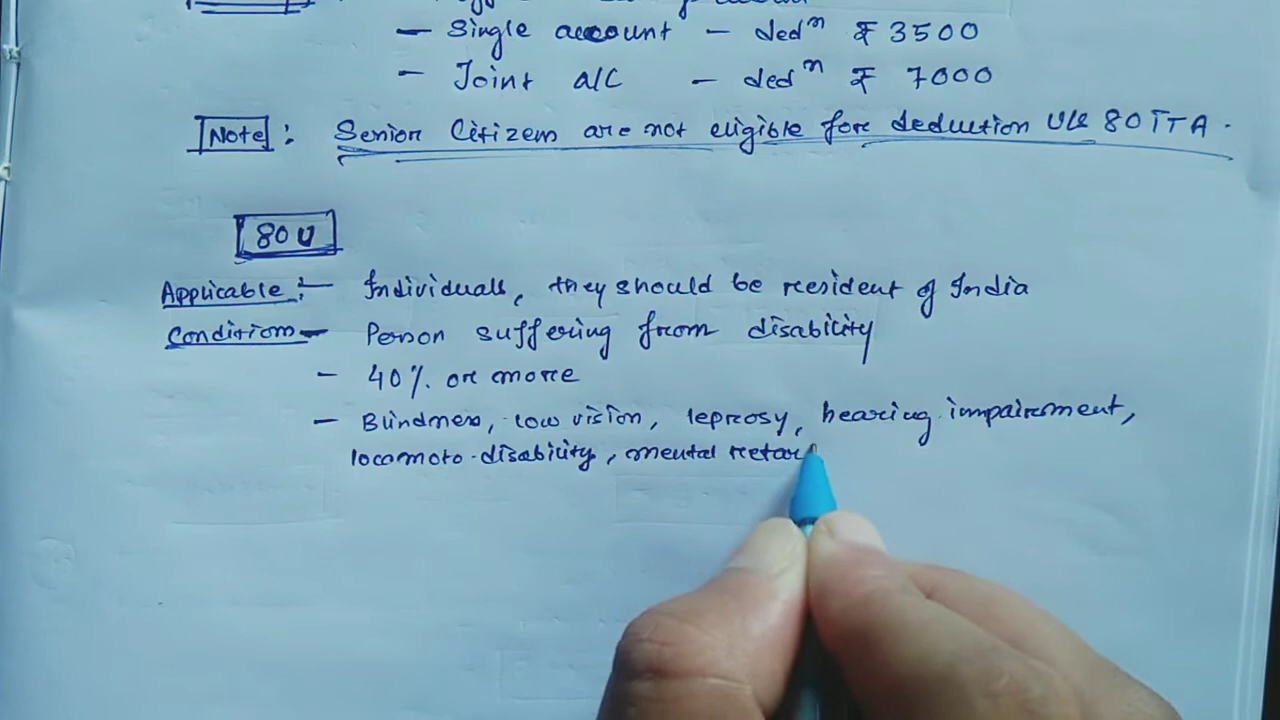 - Single account - dedⁿ ₹ 3500
- Joint a/c - dedⁿ ₹ 7000
Note : Senior Citizens are not eligible for deduction u/s 80TTA.
80U
Applicable :- Individuals, they should be resident of India
Condition - Person suffering from disability
- 40% or more
- Blindness, low vision, leprosy, hearing impairment,
locomoto disability, mental retar